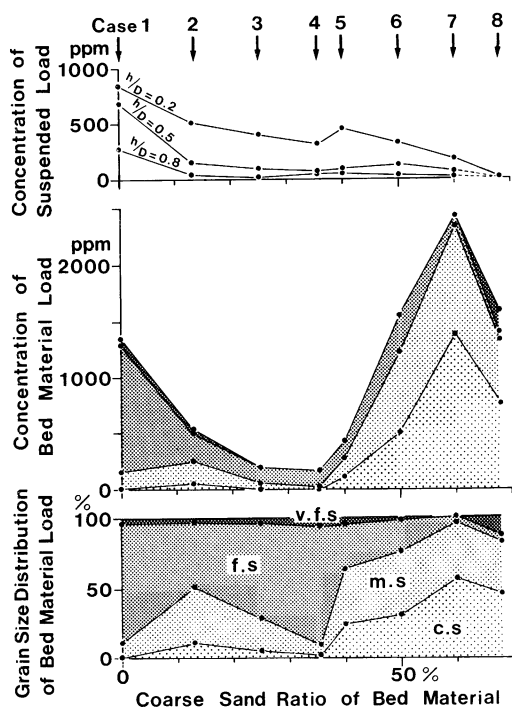 Case 1 2 3 4 5 6 7 8
ppm
1000
500
0
Concentration of
Suspended Load
h/D=0.2
h/D=0.5
h/D=0.8
ppm
2000
1000
0
Concentration of
Bed Material Load
%
100
50
0
Grain Size Distribution
of Bed Material Load
v.f.s
f.s
m.s
c.s
0 50 %
Coarse Sand Ratio of Bed Material